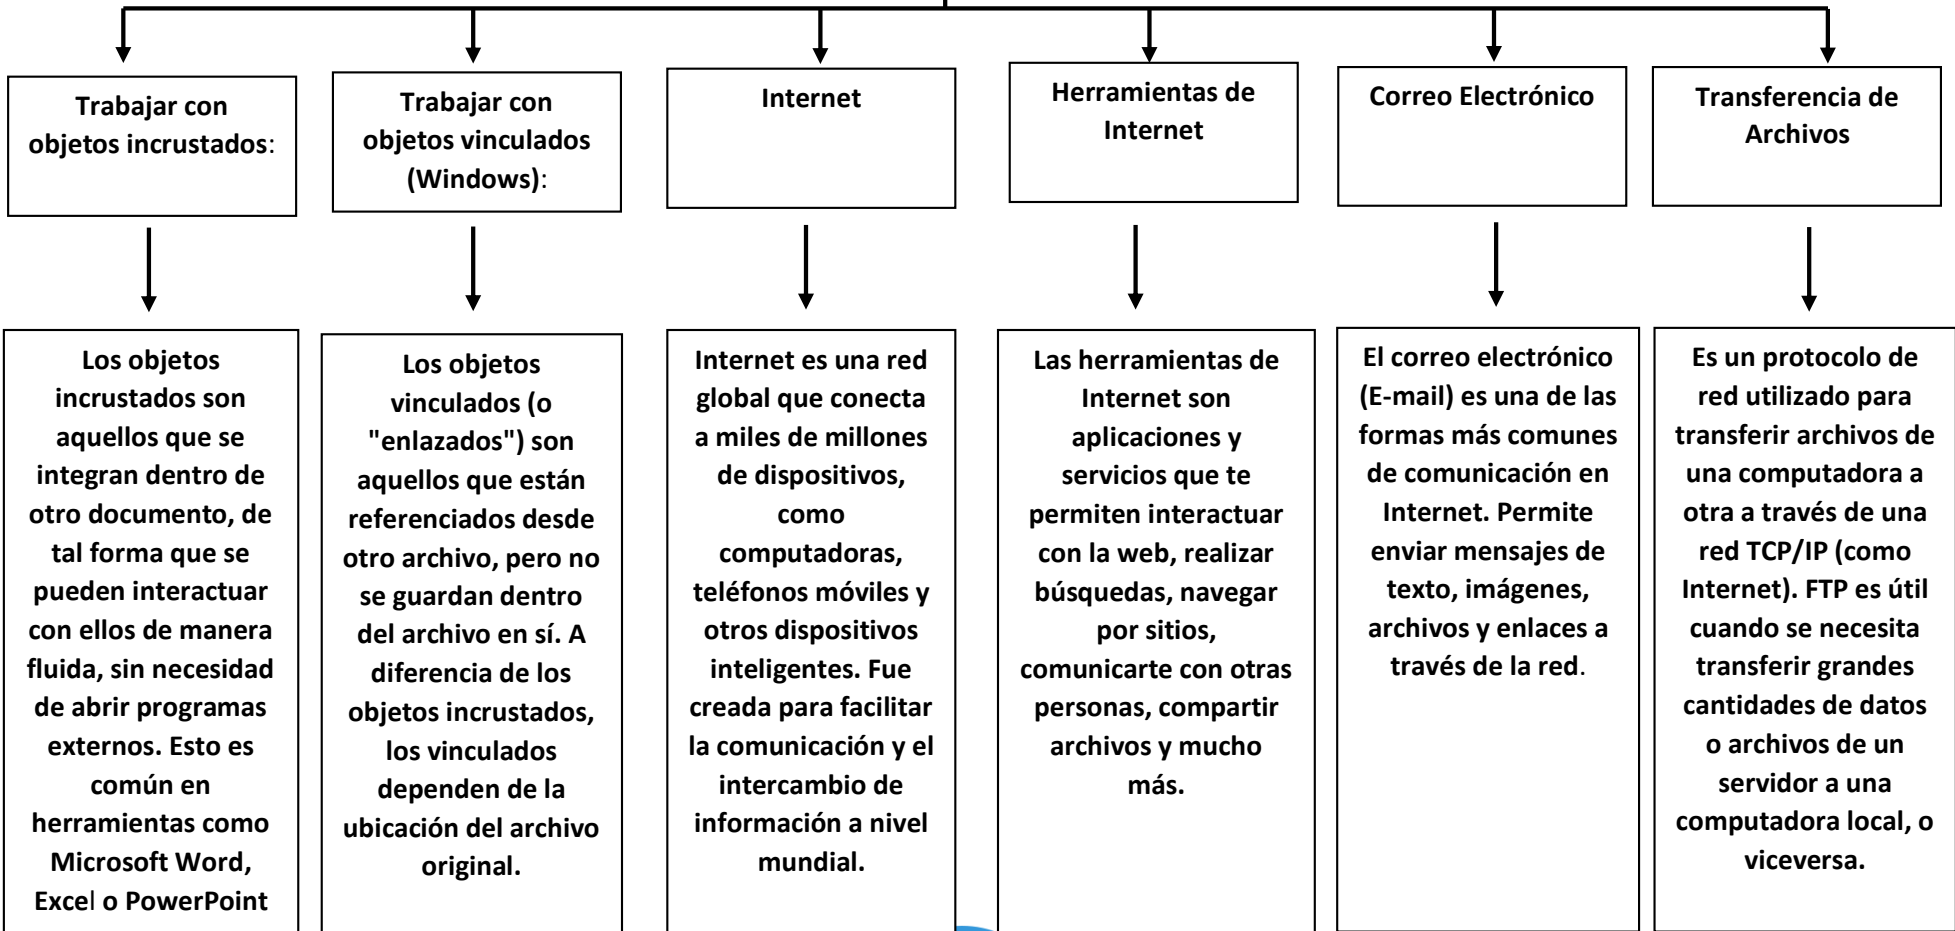 Trabajar con
objetos incrustados:
Trabajar con
objetos vinculados
(Windows):
Internet
Herramientas de
Internet
Correo Electrónico
Transferencia de
Archivos
Los objetos
incrustados son
aquellos que se
integran dentro de
otro documento, de
tal forma que se
pueden interactuar
con ellos de manera
fluida, sin necesidad
de abrir programas
externos. Esto es
común en
herramientas como
Microsoft Word,
Excel o PowerPoint
Los objetos
vinculados (o
"enlazados") son
aquellos que están
referenciados desde
otro archivo, pero no
se guardan dentro
del archivo en sí. A
diferencia de los
objetos incrustados,
los vinculados
dependen de la
ubicación del archivo
original.
Internet es una red
global que conecta
a miles de millones
de dispositivos,
como
computadoras,
teléfonos móviles y
otros dispositivos
inteligentes. Fue
creada para facilitar
la comunicación y el
intercambio de
información a nivel
mundial.
Las herramientas de
Internet son
aplicaciones y
servicios que te
permiten interactuar
con la web, realizar
búsquedas, navegar
por sitios,
comunicarte con otras
personas, compartir
archivos y mucho
más.
El correo electrónico
(E-mail) es una de las
formas más comunes
de comunicación en
Internet. Permite
enviar mensajes de
texto, imágenes,
archivos y enlaces a
través de la red.
Es un protocolo de
red utilizado para
transferir archivos de
una computadora a
otra a través de una
red TCP/IP (como
Internet). FTP es útil
cuando se necesita
transferir grandes
cantidades de datos
o archivos de un
servidor a una
computadora local, o
viceversa.